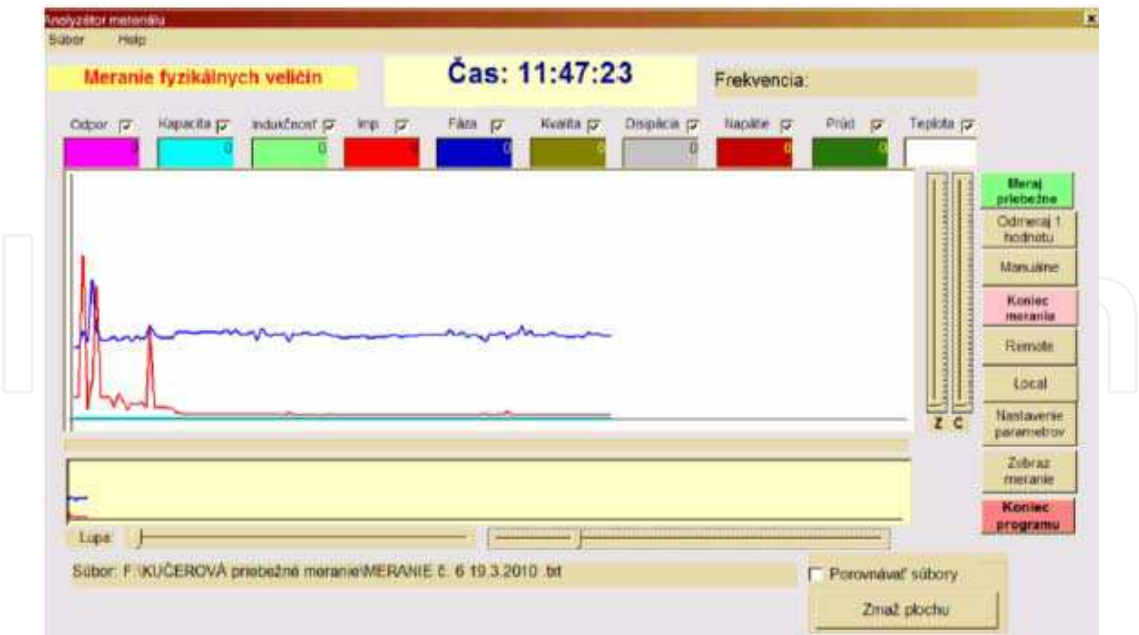 Analyzátor materiálu
Súbor Help
Meranie fyzikálnych veličín
Čas: 11:47:23
Frekvencia:
Odpor Kapacita Indukčnosť Imp Fáza Kvalita Disipácia Napätie Prúd Teplota
0 0 0 0 0 0 0 0 0
Meraj
priebežne
Odmeraj 1
hodnotu
Manuálne
Koniec
merania
Remote
Local
Nastavenie
parametrov
Z C
Zobraz
meranie
Koniec
programu
Lupa:
Súbor: F:\KUČEROVÁ priebežné meranie\MERANIE č. 6 19.3.2010 .txt
Porovnávať súbory
Zmaž plochu